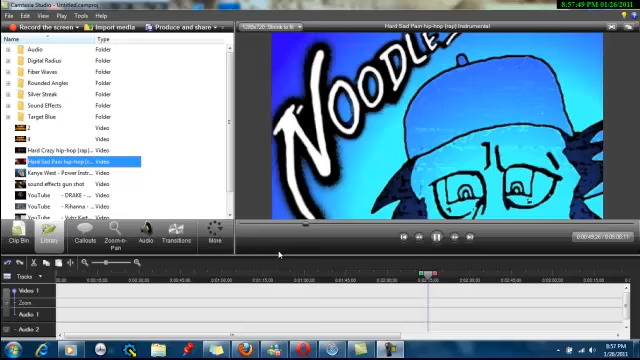 Camtasia Studio - Untitled.camproj
8:57:49 PM 01/26/2011
File Edit View Play Tools Help
Record the screen
Import media
Produce and share
1280x720, Shrink to fit
Hard Sad Pain hip-hop [rap] Instrumental
Name Type
Audio Folder
Digital Radius Folder
Fiber Waves Folder
Rounded Angles Folder
Silver Streak Folder
Sound Effects Folder
Target Blue Folder
2 Video
4 Video
Hard Crazy hip-hop [rap]... Video
Hard Sad Pain hip-hop [r... Video
Kanye West - Power Instr... Video
sound effects gun shot Video
YouTube - DRAKE - ... Video
YouTube - Rihanna - ... Video
NOODLES
Clip Bin
Library
Callouts
Zoom-n-Pan
Audio
Transitions
More
Tracks
Video 1
Zoom
Audio 1
Audio 2
8:57 PM
1/26/2011